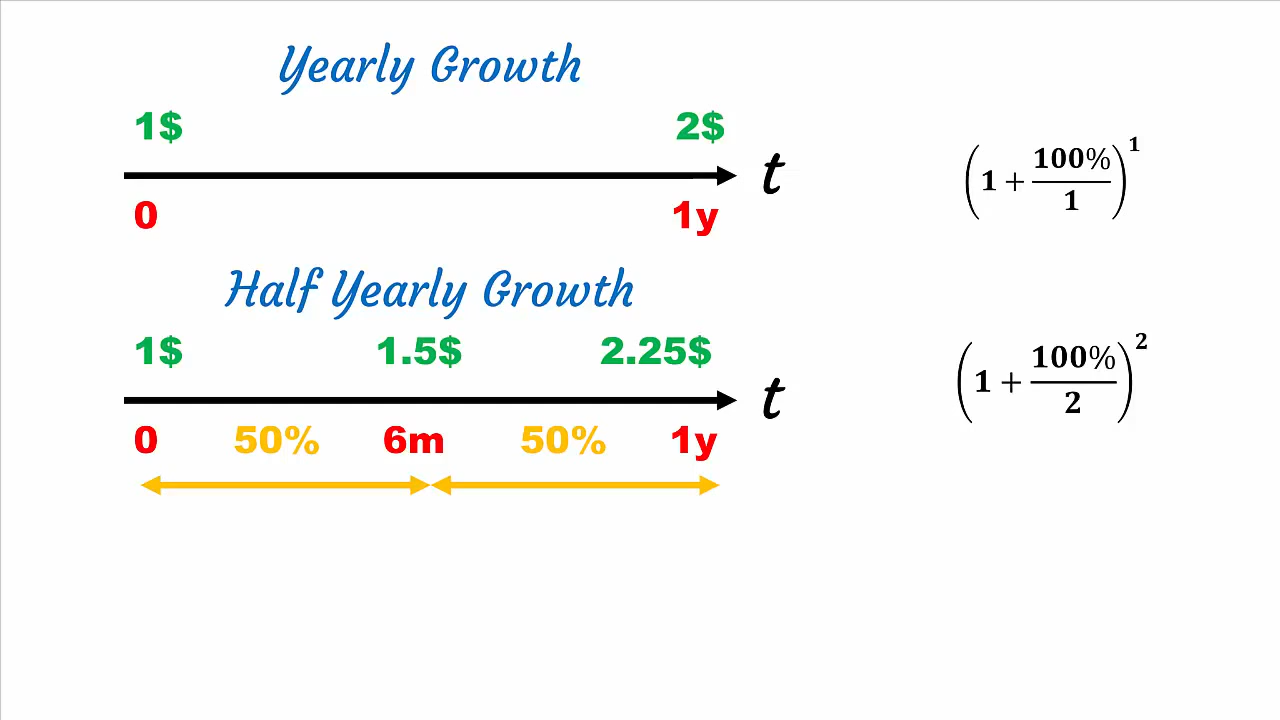 Yearly Growth
1$ 2$
t
0 1y
(1 + 100%/1)^1
Half Yearly Growth
1$ 1.5$ 2.25$
t
0 50% 6m 50% 1y
(1 + 100%/2)^2